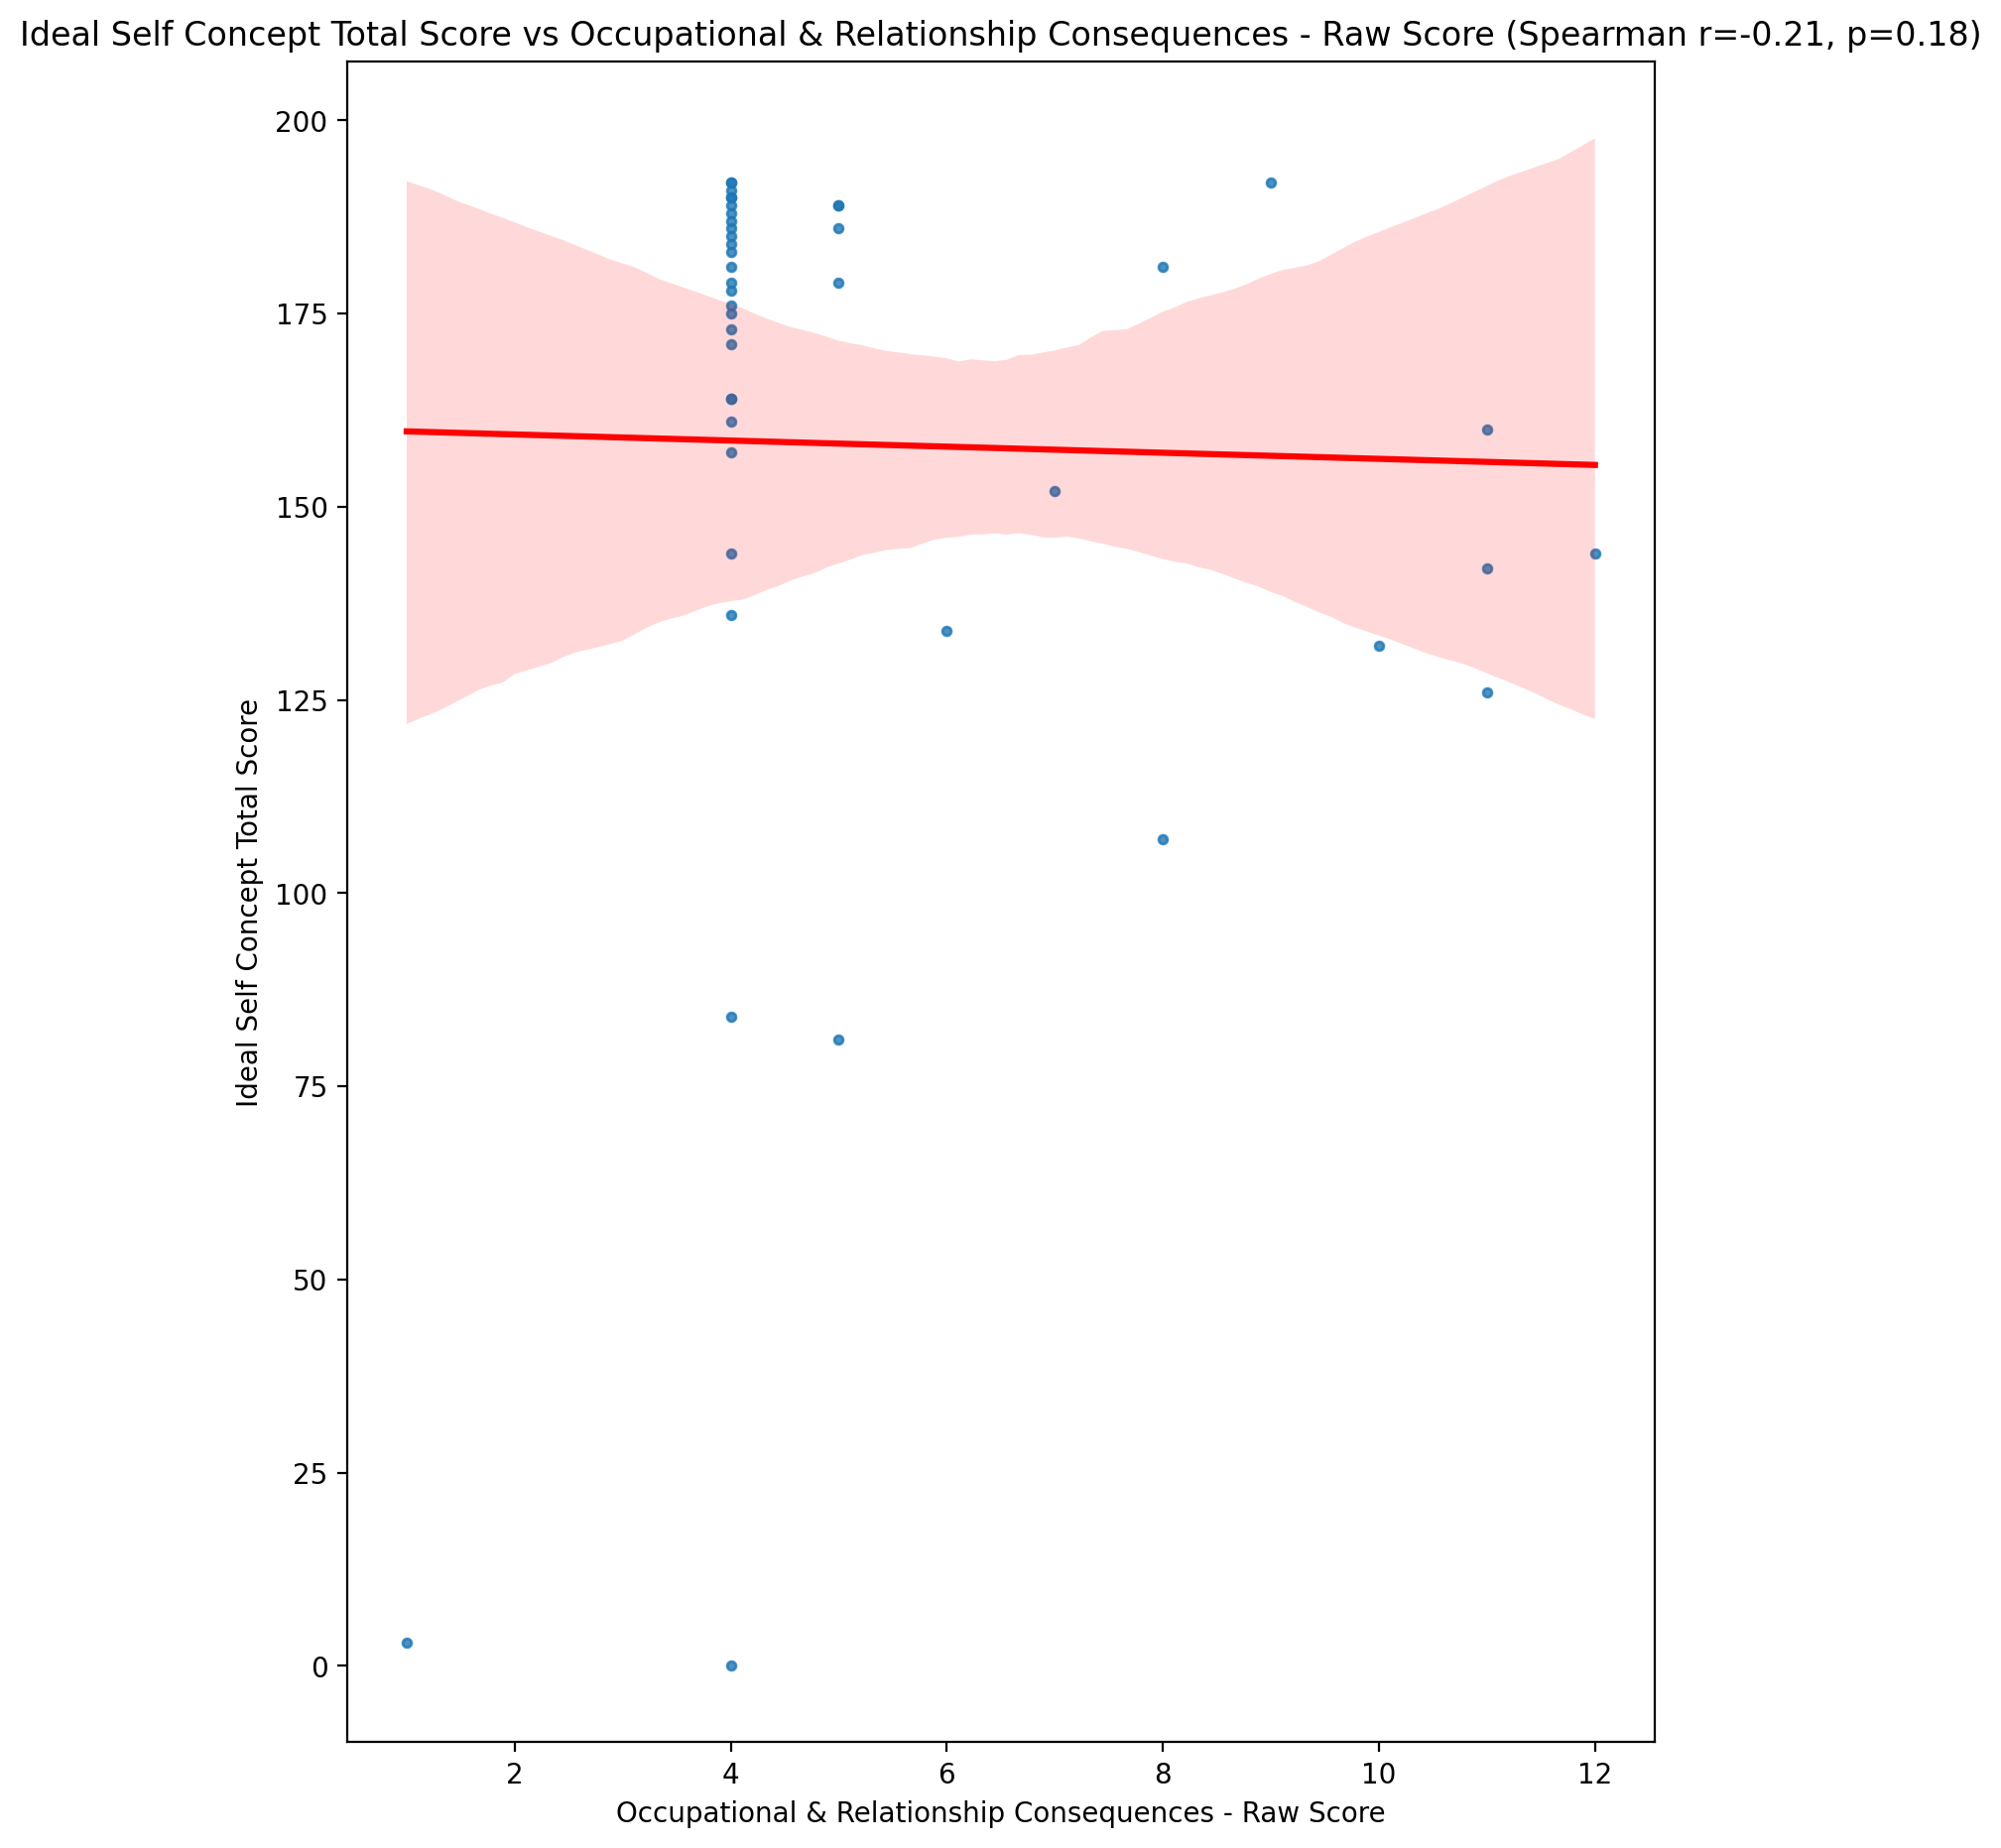 Ideal Self Concept Total Score vs Occupational & Relationship Consequences - Raw Score (Spearman r=-0.21, p=0.18)
200
175
150
125
100
75
50
25
0
Ideal Self Concept Total Score
2 4 6 8 10 12
Occupational & Relationship Consequences - Raw Score